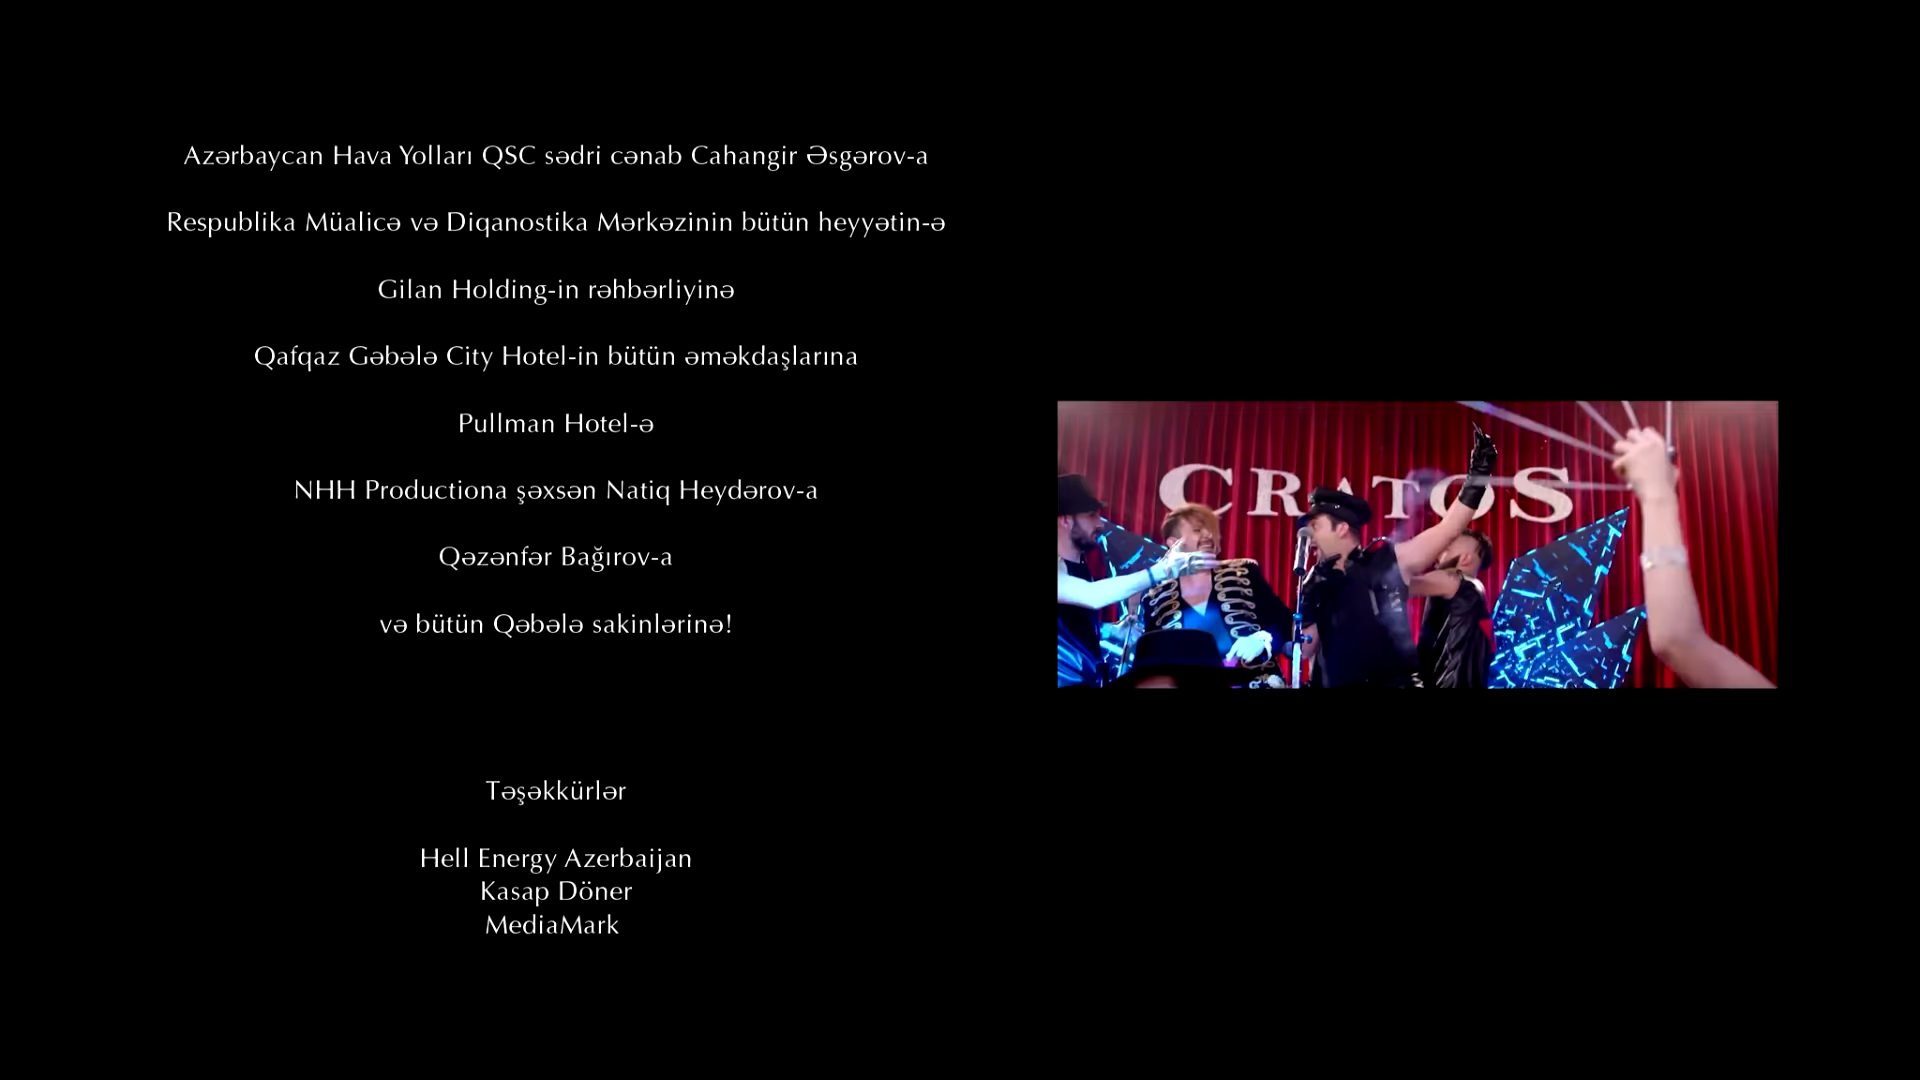 Azərbaycan Hava Yolları QSC sədri cənab Cahangir Əsgərov-a
Respublika Müalicə və Diqanostika Mərkəzinin bütün heyyətin-ə
Gilan Holding-in rəhbərliyinə
Qafqaz Gəbələ City Hotel-in bütün əməkdaşlarına
Pullman Hotel-ə
NHH Productiona şəxsən Natiq Heydərov-a
Qəzənfər Bağırov-a
və bütün Qəbələ sakinlərinə!
CRATOS
Təşəkkürlər
Hell Energy Azerbaijan
Kasap Döner
MediaMark